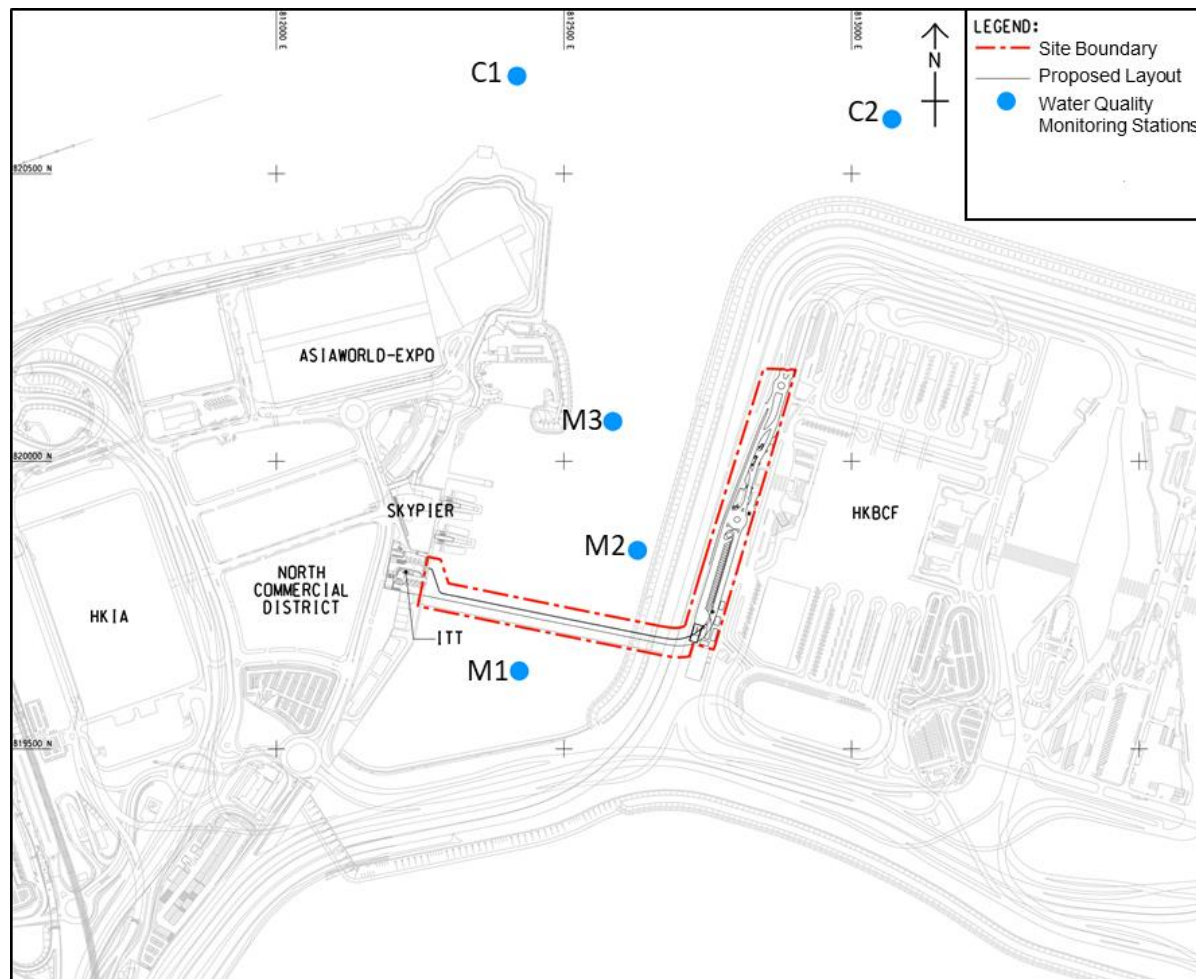 812000 E
812500 E
813000 E
N
LEGEND:
Site Boundary
Proposed Layout
Water Quality
Monitoring Stations
C1
C2
820500 N
ASIAWORLD-EXPO
M3
820000 N
SKYPIER
HKBCF
M2
NORTH
COMMERCIAL
DISTRICT
HKIA
ITT
M1
819500 N